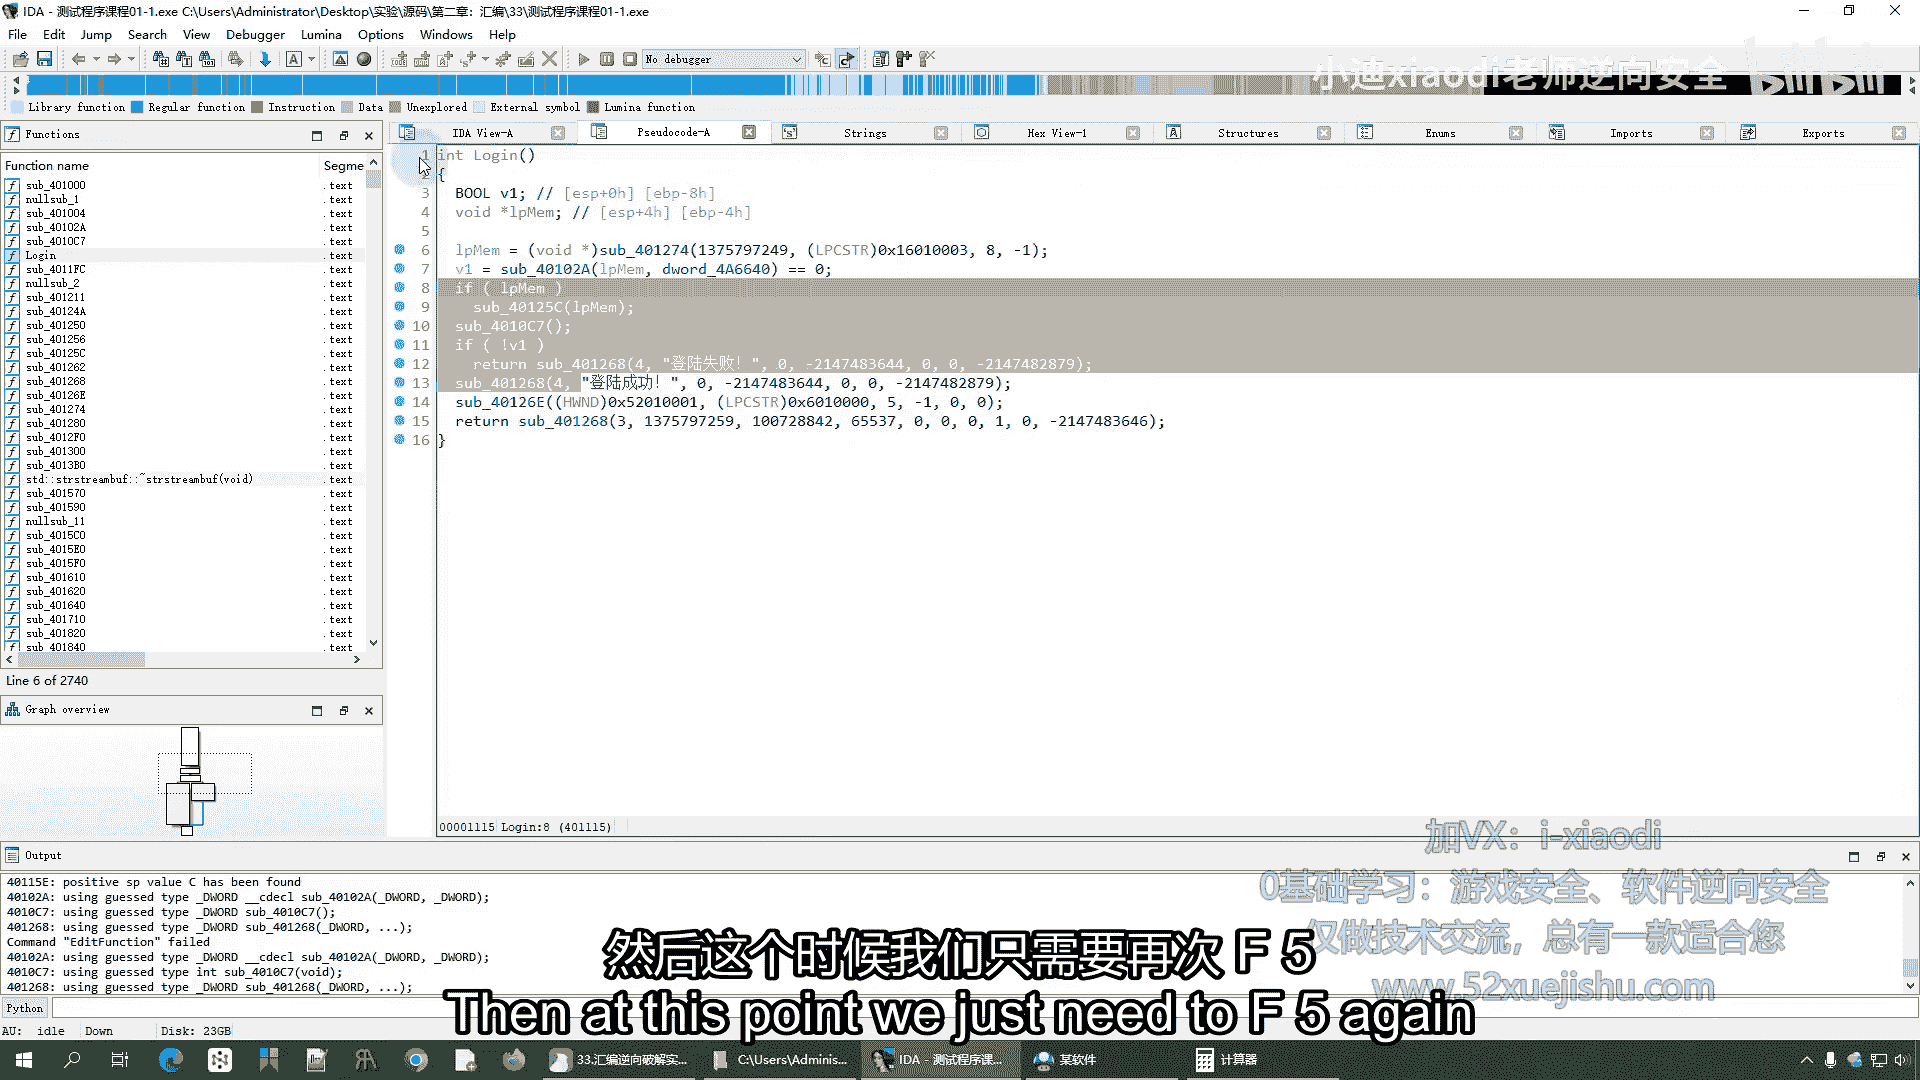 IDA - 测试程序课程01-1.exe C:\Users\Administrator\Desktop\实验\源码\第二章：汇编\33\测试程序课程01-1.exe
File Edit Jump Search View Debugger Lumina Options Windows Help
No debugger
小迪xiaodi老师逆向安全 bilibili
Library function Regular function Instruction Data Unexplored External symbol Lumina function
Functions
IDA View-A Pseudocode-A Strings Hex View-1 Structures Enums Imports Exports
Function name Segme
sub_401000 .text
nullsub_1 .text
sub_401004 .text
sub_40102A .text
sub_4010C7 .text
Login .text
sub_4011FC .text
nullsub_2 .text
sub_401211 .text
sub_40124A .text
sub_401250 .text
sub_401256 .text
sub_40125C .text
sub_401262 .text
sub_401268 .text
sub_40126E .text
sub_401274 .text
sub_401280 .text
sub_4012F0 .text
sub_401300 .text
sub_4013B0 .text
std::strstreambuf::~strstreambuf(void) .text
sub_401570 .text
sub_401590 .text
nullsub_11 .text
sub_4015C0 .text
sub_4015E0 .text
sub_4015F0 .text
sub_401610 .text
sub_401620 .text
sub_401640 .text
sub_401710 .text
sub_401820 .text
sub_401840 .text
Line 6 of 2740
Graph overview
1 int Login()
2 {
3 BOOL v1; // [esp+0h] [ebp-8h]
4 void *lpMem; // [esp+4h] [ebp-4h]
5
6 lpMem = (void *)sub_401274(1375797249, (LPCSTR)0x16010003, 8, -1);
7 v1 = sub_40102A(lpMem, dword_4A6640) == 0;
8 if ( lpMem )
9 sub_40125C(lpMem);
10 sub_4010C7();
11 if ( !v1 )
12 return sub_401268(4, "登陆失败！", 0, -2147483644, 0, 0, -2147482879);
13 sub_401268(4, "登陆成功！", 0, -2147483644, 0, 0, -2147482879);
14 sub_40126E((HWND)0x52010001, (LPCSTR)0x6010000, 5, -1, 0, 0);
15 return sub_401268(3, 1375797259, 100728842, 65537, 0, 0, 0, 1, 0, -2147483646);
16 }
00001115 Login:8 (401115)
加VX：i-xiaodi
0基础学习：游戏安全、软件逆向安全
仅做技术交流，总有一款适合您
www.52xuejishu.com
Output
40115E: positive sp value C has been found
40102A: using guessed type _DWORD __cdecl sub_40102A(_DWORD, _DWORD);
4010C7: using guessed type _DWORD sub_4010C7();
401268: using guessed type _DWORD sub_401268(_DWORD, ...);
Command "EditFunction" failed
40102A: using guessed type _DWORD __cdecl sub_40102A(_DWORD, _DWORD);
4010C7: using guessed type int sub_4010C7(void);
401268: using guessed type _DWORD sub_401268(_DWORD, ...);
然后这个时候我们只需要再次 F 5
Then at this point we just need to F 5 again
Python
AU: idle Down Disk: 23GB
33.汇编逆向破解实... C:\Users\Adminis... IDA - 测试程序课... 某软件 计算器